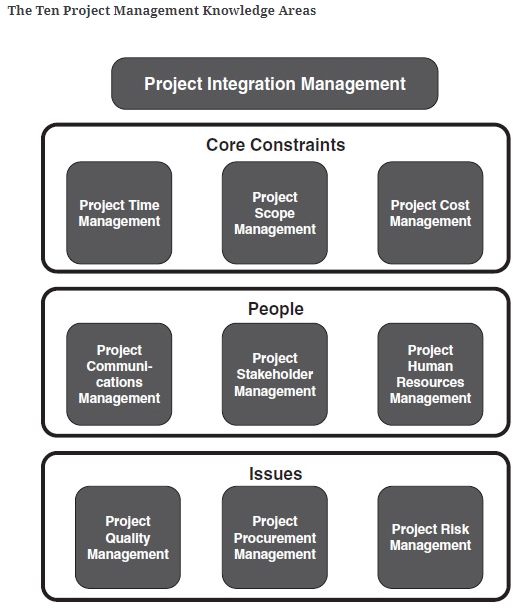 The Ten Project Management Knowledge Areas
Project Integration Management
Core Constraints
Project Time
Management
Project
Scope
Management
Project Cost
Management
People
Project
Communi-
cations
Management
Project
Stakeholder
Management
Project
Human
Resources
Management
Issues
Project
Quality
Management
Project
Procurement
Management
Project Risk
Management